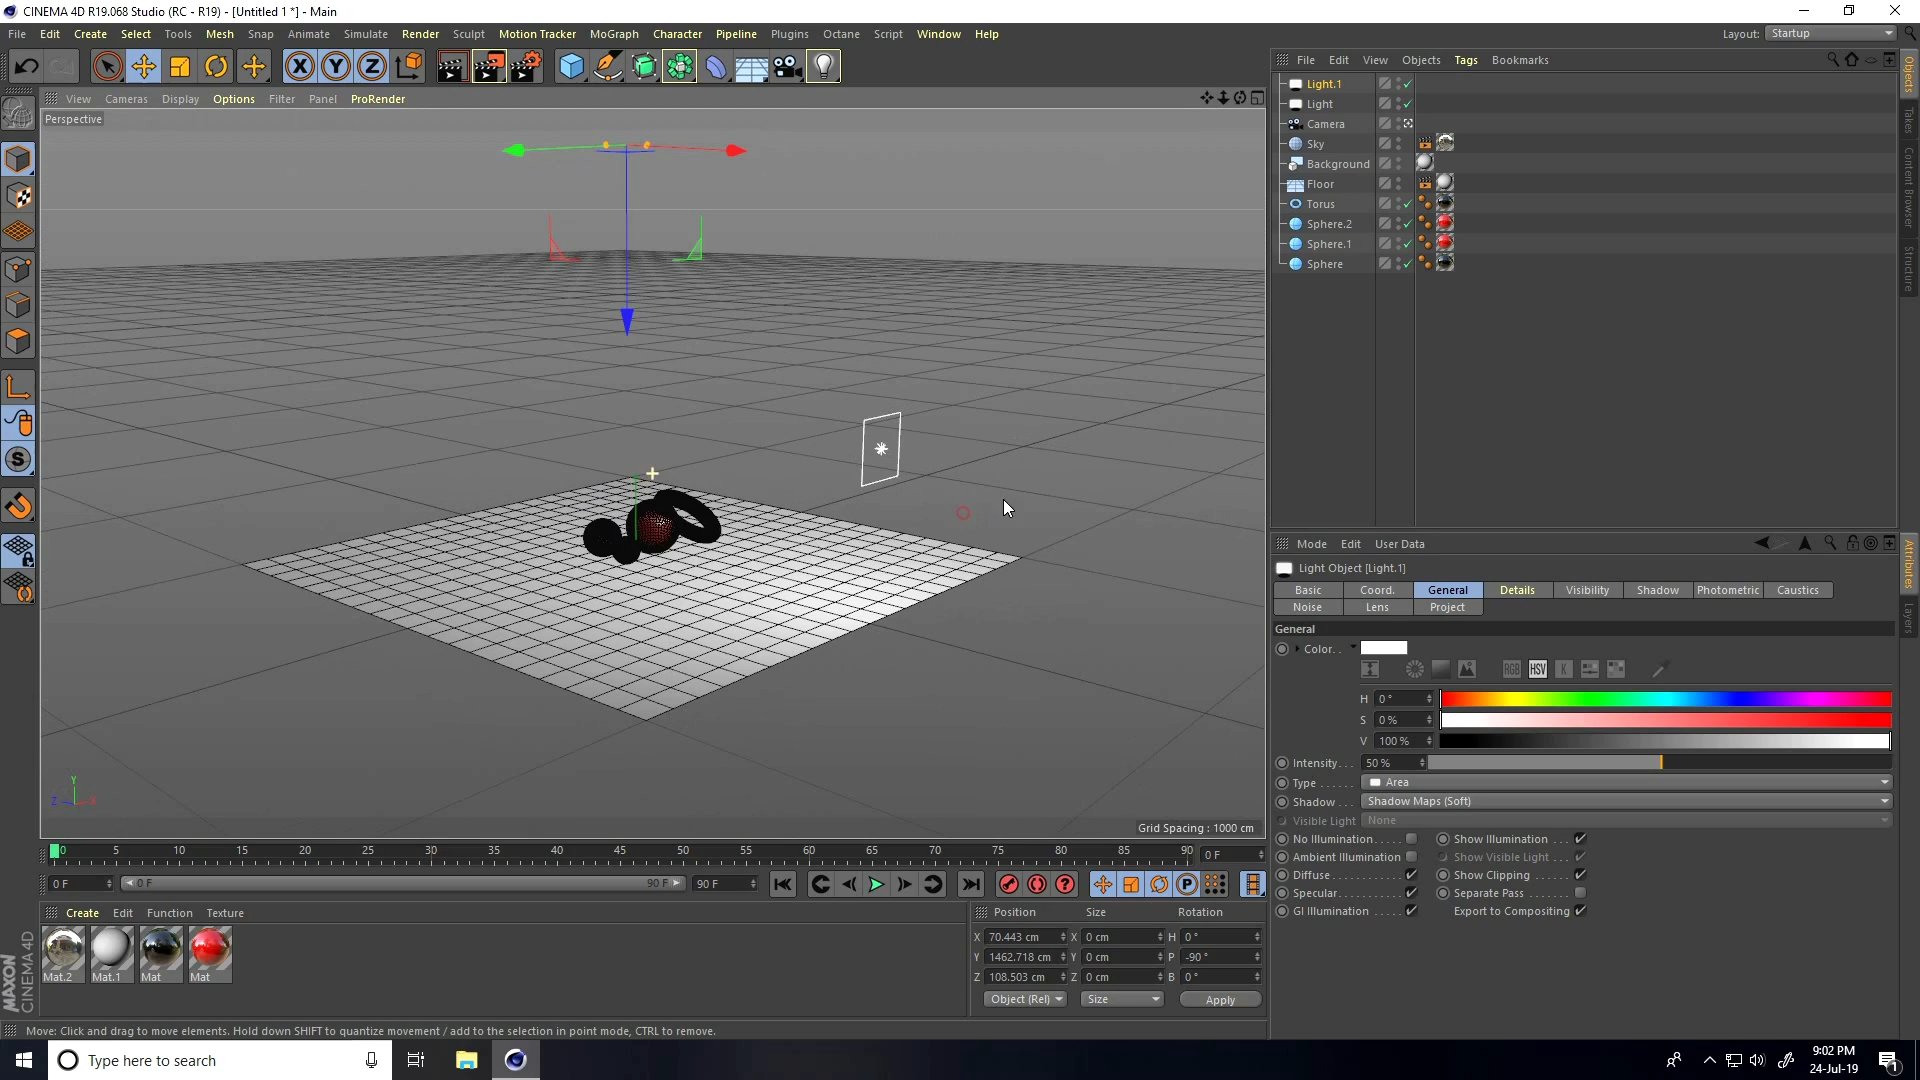 CINEMA 4D R19.068 Studio (RC - R19) - [Untitled 1 *] - Main
File Edit Create Select Tools Mesh Snap Animate Simulate Render Sculpt Motion Tracker MoGraph Character Pipeline Plugins Octane Script Window Help
Layout: Startup
View Cameras Display Options Filter Panel ProRender
Perspective
Grid Spacing : 1000 cm
Y
Z X
File Edit View Objects Tags Bookmarks
Light.1
Light
Camera
Sky
Background
Floor
Torus
Sphere.2
Sphere.1
Sphere
Objects
Takes
Content Browser
Structure
Mode Edit User Data
Light Object [Light.1]
Basic Coord. General Details Visibility Shadow Photometric Caustics
Noise Lens Project
General
Color. .
RGB HSV K
H 0 °
S 0 %
V 100 %
Intensity. . . 50 %
Type . . . . . . Area
Shadow . . . Shadow Maps (Soft)
Visible Light None
No Illumination. . . . . Show Illumination . . .
Ambient Illumination Show Visible Light . . .
Diffuse. . . . . . . . . . . . Show Clipping . . . . . .
Specular. . . . . . . . . . . Separate Pass . . . . . .
GI Illumination . . . . . Export to Compositing
Attributes
Layers
0 5 10 15 20 25 30 35 40 45 50 55 60 65 70 75 80 85 90
0 F
0 F 0 F 90 F 90 F
Create Edit Function Texture
Mat.2 Mat.1 Mat Mat
Position Size Rotation
X 70.443 cm X 0 cm H 0 °
Y 1462.718 cm Y 0 cm P -90 °
Z 108.503 cm Z 0 cm B 0 °
Object (Rel) Size Apply
MAXON
CINEMA 4D
Move: Click and drag to move elements. Hold down SHIFT to quantize movement / add to the selection in point mode, CTRL to remove.
Type here to search
9:02 PM
24-Jul-19
1